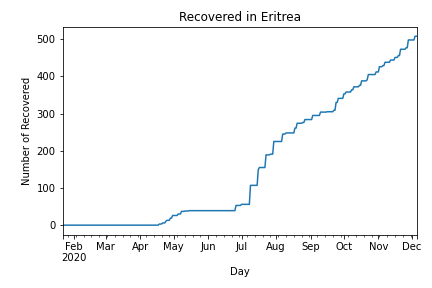 Recovered in Eritrea
Number of Recovered
500
400
300
200
100
0
Feb Mar Apr May Jun Jul Aug Sep Oct Nov Dec
2020
Day